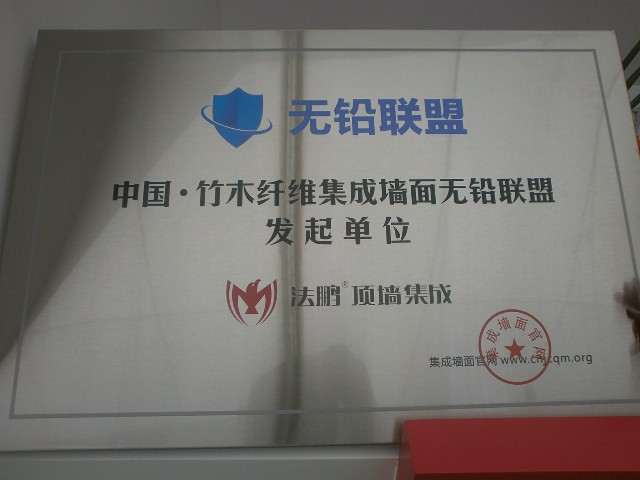 无铅联盟
中国·竹木纤维集成墙面无铅联盟
发起单位
法鹏® 顶墙集成
集成墙面官网
集成墙面官网 www.cnjcqm.org